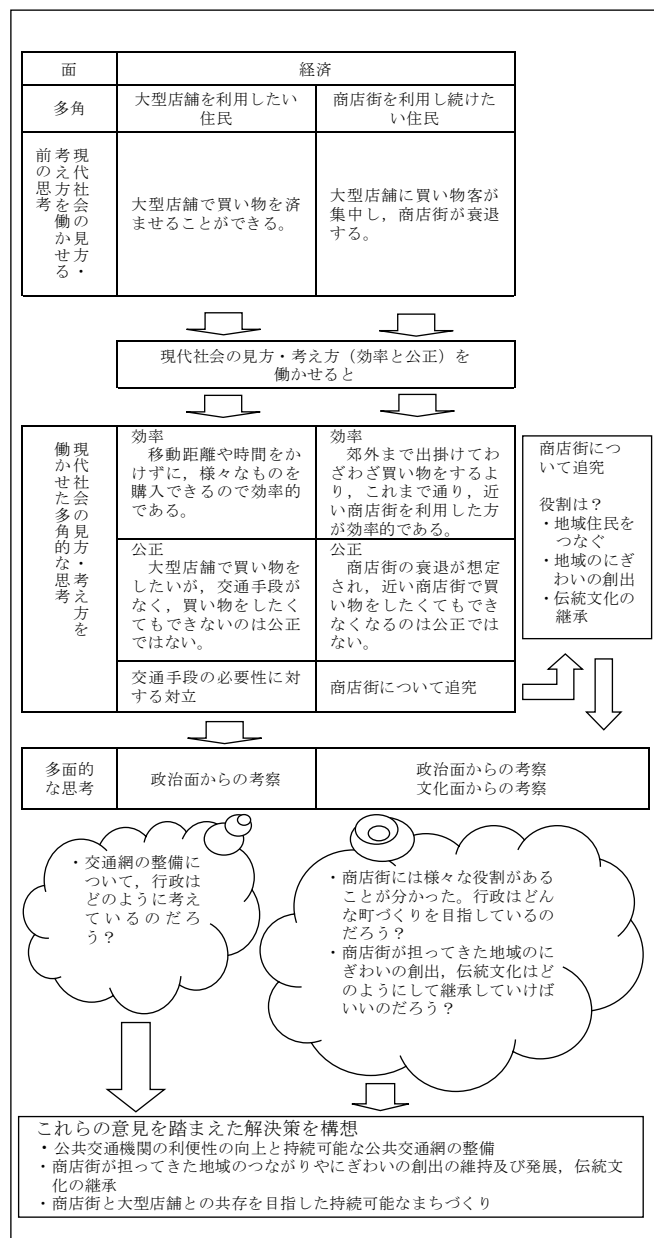 面
経済
多角
大型店舗を利用したい
住民
商店街を利用し続けた
い住民
現代社会の見方・
考え方を働かせる
前の思考
大型店舗で買い物を済
ませることができる。
大型店舗に買い物客が
集中し，商店街が衰退
する。
現代社会の見方・考え方（効率と公正）を
働かせると
現代社会の見方・考え方を
働かせた多角的な思考
効率
移動距離や時間をか
けずに，様々なものを
購入できるので効率的
である。
効率
郊外まで出掛けてわ
ざわざ買い物をするよ
り，これまで通り，近
い商店街を利用した方
が効率的である。
公正
大型店舗で買い物を
したいが，交通手段が
なく，買い物をしたく
てもできないのは公正
ではない。
公正
商店街の衰退が想定
され，近い商店街で買
い物をしたくてもでき
なくなるのは公正では
ない。
交通手段の必要性に対
する対立
商店街について追究
商店街につ
いて追究
役割は？
・地域住民を
つなぐ
・地域のにぎ
わいの創出
・伝統文化の
継承
多面的
な思考
政治面からの考察
政治面からの考察
文化面からの考察
・交通網の整備に
ついて，行政は
どのように考え
ているのだろ
う？
・商店街には様々な役割がある
ことが分かった。行政はどん
な町づくりを目指しているの
だろう？
・商店街が担ってきた地域のに
ぎわいの創出，伝統文化はど
のようにして継承していけば
いいのだろう？
これらの意見を踏まえた解決策を構想
・公共交通機関の利便性の向上と持続可能な公共交通網の整備
・商店街が担ってきた地域のつながりやにぎわいの創出の維持及び発展，伝統文
化の継承
・商店街と大型店舗との共存を目指した持続可能なまちづくり